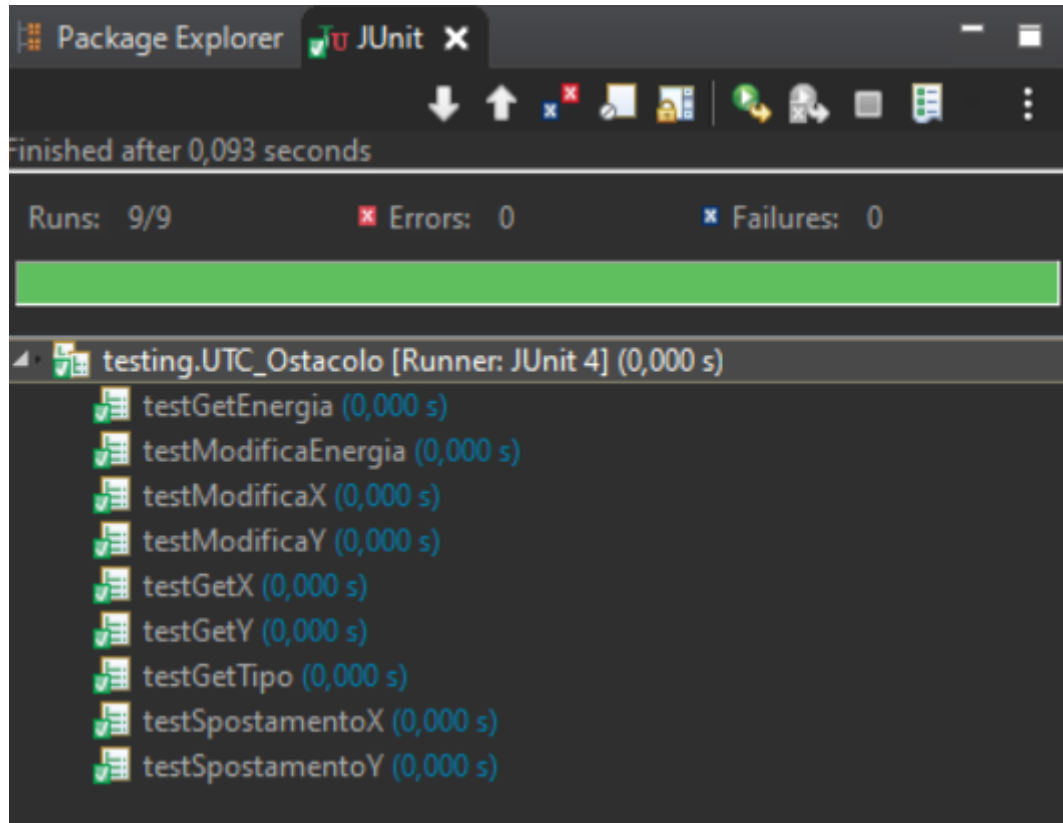 Package Explorer JUnit
Finished after 0,093 seconds
Runs: 9/9 Errors: 0 Failures: 0
testing.UTC_Ostacolo [Runner: JUnit 4] (0,000 s)
testGetEnergia (0,000 s)
testModificaEnergia (0,000 s)
testModificaX (0,000 s)
testModificaY (0,000 s)
testGetX (0,000 s)
testGetY (0,000 s)
testGetTipo (0,000 s)
testSpostamentoX (0,000 s)
testSpostamentoY (0,000 s)